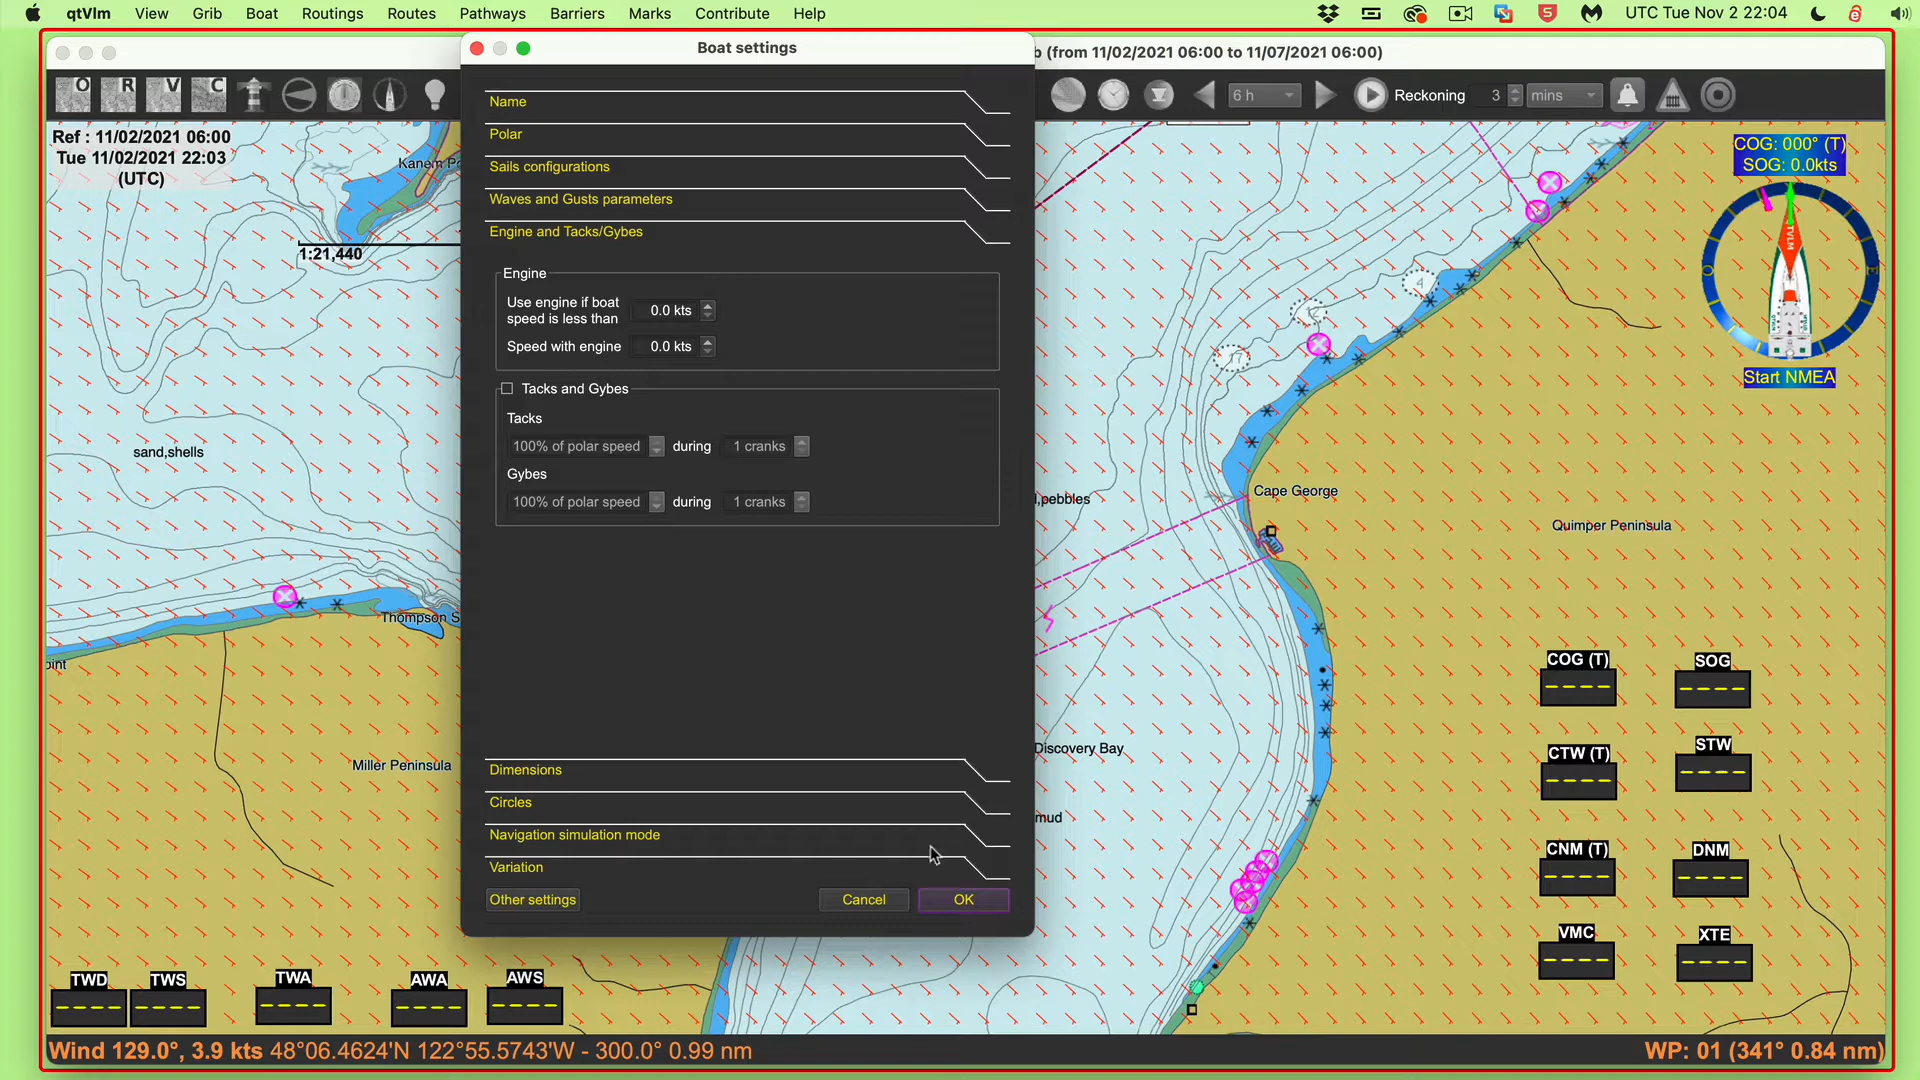 qtVlm View Grib Boat Routings Routes Pathways Barriers Marks Contribute Help
UTC Tue Nov 2 22:04
Boat settings
b (from 11/02/2021 06:00 to 11/07/2021 06:00)
O R V C
6 h
Reckoning 3 mins
Ref : 11/02/2021 06:00
Tue 11/02/2021 22:03
(UTC)
1:21,440
sand,shells
Miller Peninsula
Name
Polar
Sails configurations
Waves and Gusts parameters
Engine and Tacks/Gybes
Engine
Use engine if boat
speed is less than 0.0 kts
Speed with engine 0.0 kts
Tacks and Gybes
Tacks
100% of polar speed during 1 cranks
Gybes
100% of polar speed during 1 cranks
Dimensions
Circles
Navigation simulation mode
Variation
Other settings Cancel OK
COG: 000° (T)
SOG: 0.0kts
Start NMEA
4
12
17
,pebbles
Cape George
Quimper Peninsula
Discovery Bay
mud
COG (T) SOG
---- ----
CTW (T) STW
---- ----
CNM (T) DNM
---- ----
VMC XTE
---- ----
TWD TWS TWA AWA AWS
---- ---- ---- ---- ----
Wind 129.0°, 3.9 kts 48°06.4624'N 122°55.5743'W - 300.0° 0.99 nm
WP: 01 (341° 0.84 nm)